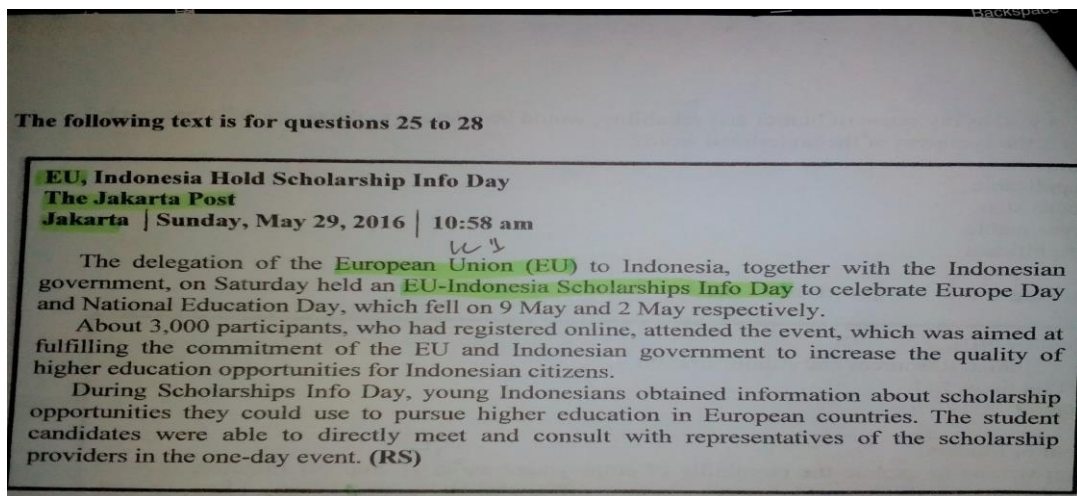 Backspace
The following text is for questions 25 to 28
EU, Indonesia Hold Scholarship Info Day
The Jakarta Post
Jakarta | Sunday, May 29, 2016 | 10:58 am
The delegation of the European Union (EU) to Indonesia, together with the Indonesian
government, on Saturday held an EU-Indonesia Scholarships Info Day to celebrate Europe Day
and National Education Day, which fell on 9 May and 2 May respectively.
About 3,000 participants, who had registered online, attended the event, which was aimed at
fulfilling the commitment of the EU and Indonesian government to increase the quality of
higher education opportunities for Indonesian citizens.
During Scholarships Info Day, young Indonesians obtained information about scholarship
opportunities they could use to pursue higher education in European countries. The student
candidates were able to directly meet and consult with representatives of the scholarship
providers in the one-day event. (RS)